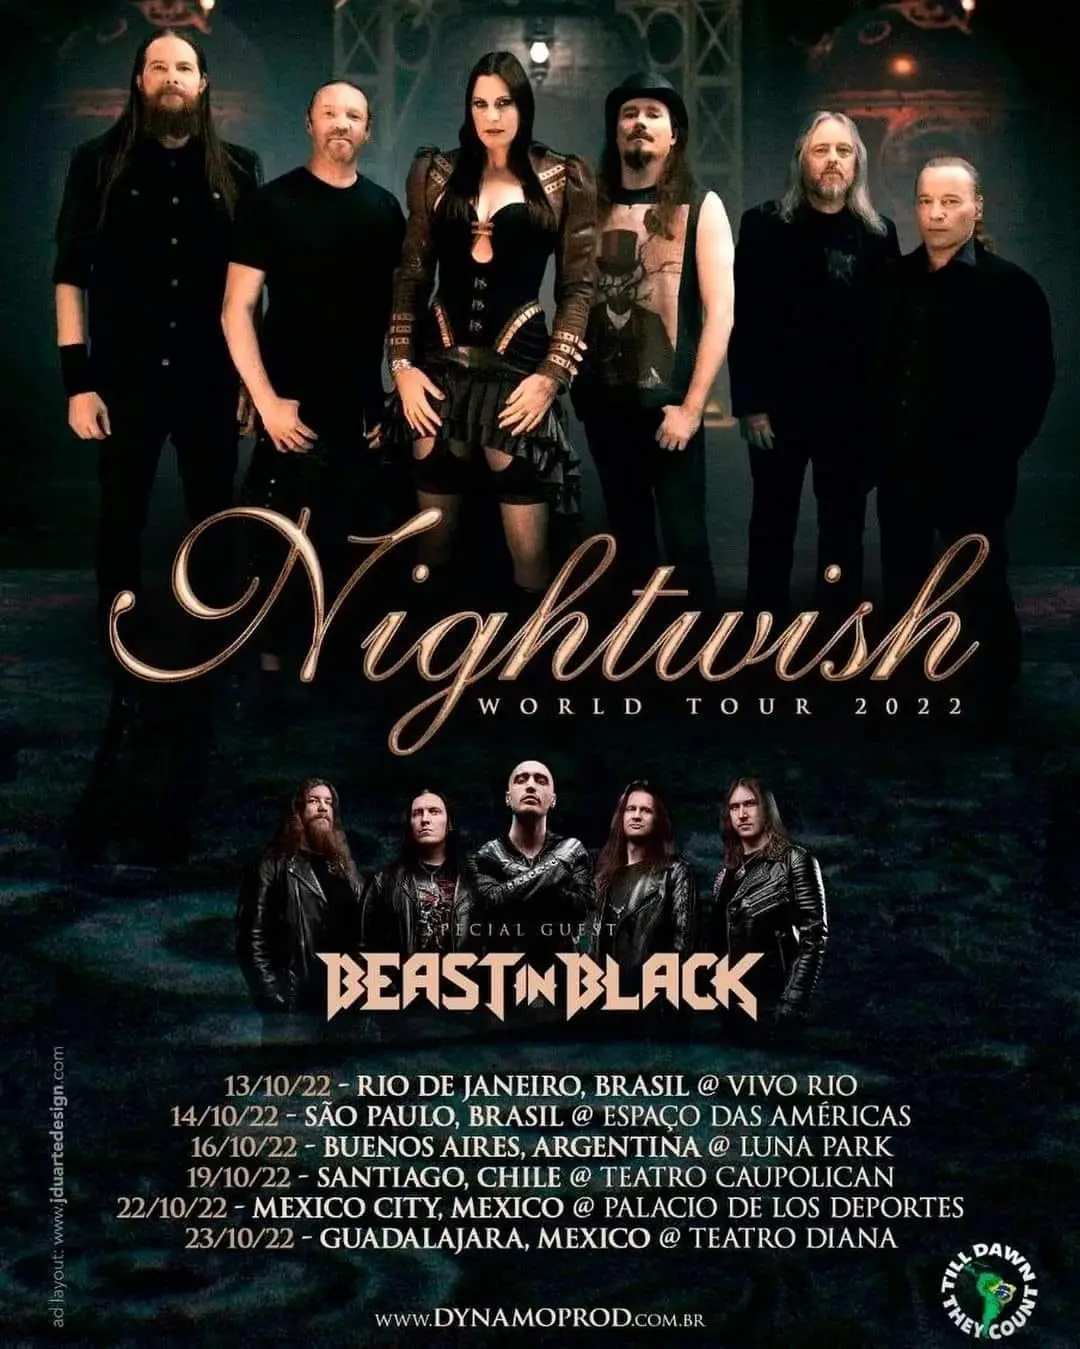 Nightwish
WORLD TOUR 2022
SPECIAL GUEST
BEAST IN BLACK
13/10/22 - RIO DE JANEIRO, BRASIL @ VIVO RIO
14/10/22 - SÃO PAULO, BRASIL @ ESPAÇO DAS AMÉRICAS
16/10/22 - BUENOS AIRES, ARGENTINA @ LUNA PARK
19/10/22 - SANTIAGO, CHILE @ TEATRO CAUPOLICAN
22/10/22 - MEXICO CITY, MEXICO @ PALACIO DE LOS DEPORTES
23/10/22 - GUADALAJARA, MEXICO @ TEATRO DIANA
WWW.DYNAMOPROD.COM.BR
TILL DAWN
THEY COUNT
ad layout: www.jduartedesign.com